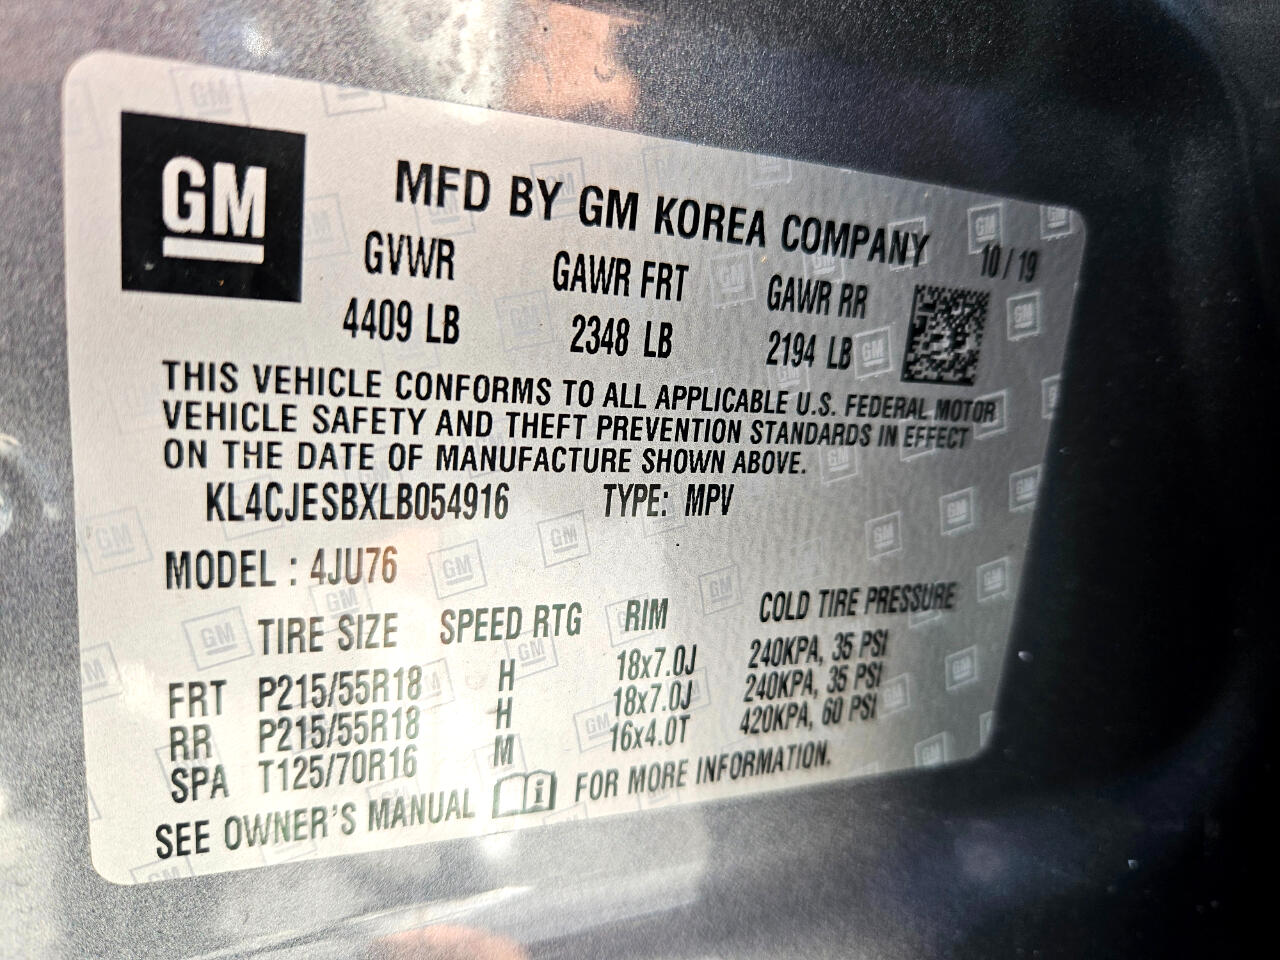 GM
MFD BY GM KOREA COMPANY 10 / 19
GVWR GAWR FRT GAWR RR
4409 LB 2348 LB 2194 LB
THIS VEHICLE CONFORMS TO ALL APPLICABLE U.S. FEDERAL MOTOR
VEHICLE SAFETY AND THEFT PREVENTION STANDARDS IN EFFECT
ON THE DATE OF MANUFACTURE SHOWN ABOVE.
KL4CJESBXLB054916 TYPE: MPV
MODEL : 4JU76
TIRE SIZE SPEED RTG RIM COLD TIRE PRESSURE
FRT P215/55R18 H 18x7.0J 240KPA, 35 PSI
RR P215/55R18 H 18x7.0J 240KPA, 35 PSI
SPA T125/70R16 M 16x4.0T 420KPA, 60 PSI
SEE OWNER'S MANUAL i FOR MORE INFORMATION.